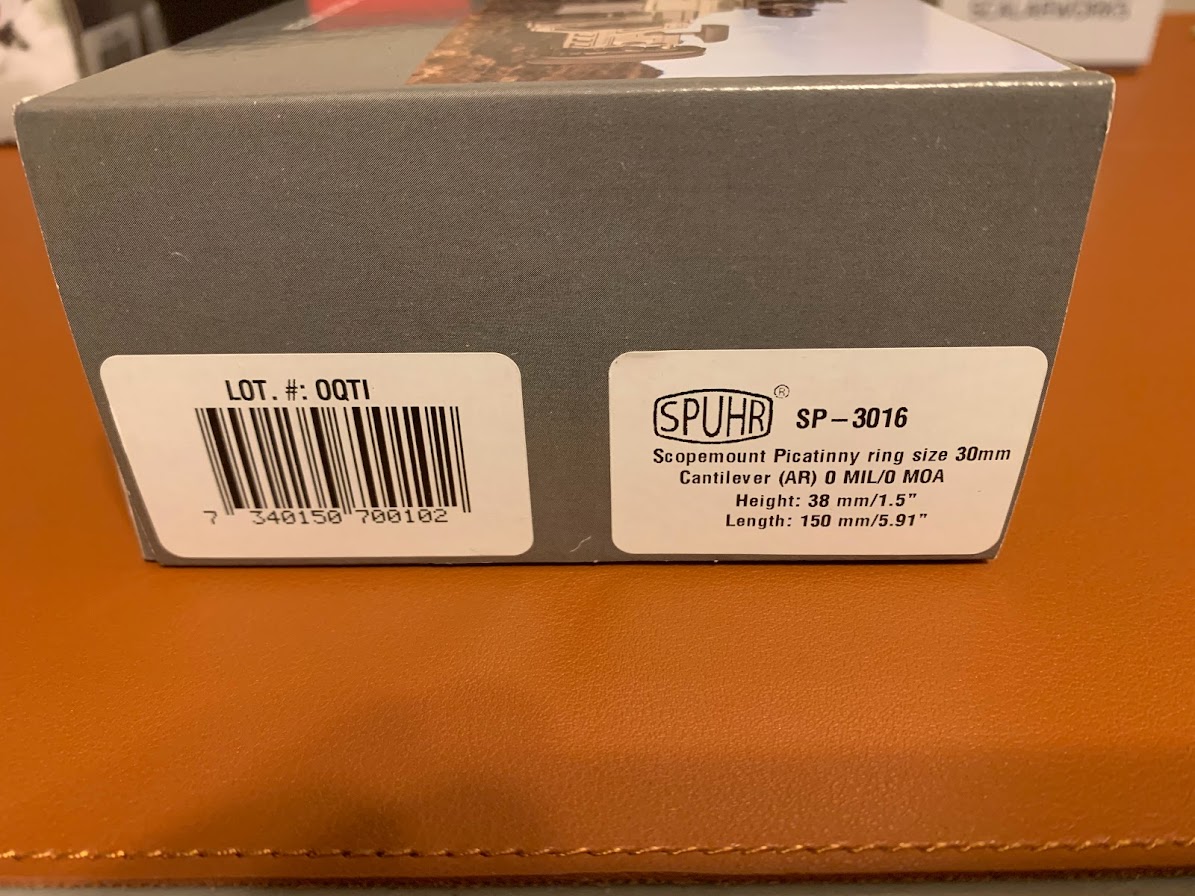 SCALARWORKS
LOT. #: 0QTI
7 340150 700102
SPUHR® SP-3016
Scopemount Picatinny ring size 30mm
Cantilever (AR) 0 MIL/0 MOA
Height: 38 mm/1.5”
Length: 150 mm/5.91”